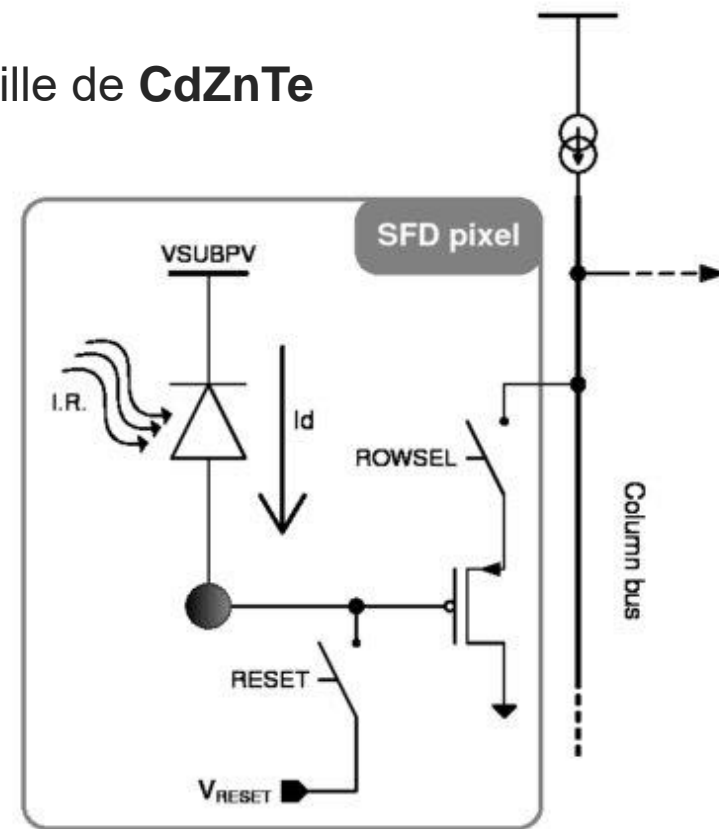 ille de CdZnTe
SFD pixel
VSUBPV
I.R.
Id
ROWSEL
Column bus
RESET
VRESET